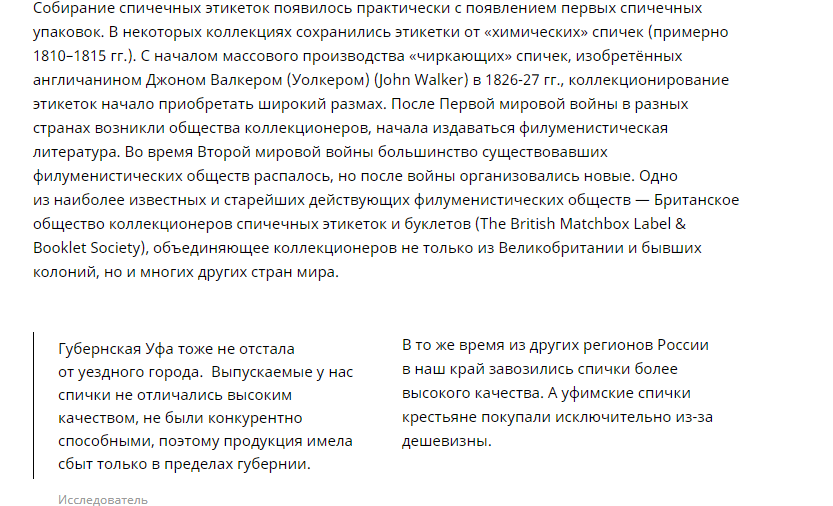 Собирание спичечных этикеток появилось практически с появлением первых спичечных
упаковок. В некоторых коллекциях сохранились этикетки от «химических» спичек (примерно
1810–1815 гг.). С началом массового производства «чиркающих» спичек, изобретённых
англичанином Джоном Валкером (Уолкером) (John Walker) в 1826-27 гг., коллекционирование
этикеток начало приобретать широкий размах. После Первой мировой войны в разных
странах возникли общества коллекционеров, начала издаваться филуменистическая
литература. Во время Второй мировой войны большинство существовавших
филуменистических обществ распалось, но после войны организовались новые. Одно
из наиболее известных и старейших действующих филуменистических обществ — Британское
общество коллекционеров спичечных этикеток и буклетов (The British Matchbox Label &
Booklet Society), объединяющее коллекционеров не только из Великобритании и бывших
колоний, но и многих других стран мира.
Губернская Уфа тоже не отстала
от уездного города.  Выпускаемые у нас
спички не отличались высоким
качеством, не были конкурентно
способными, поэтому продукция имела
сбыт только в пределах губернии.
Исследователь
В то же время из других регионов России
в наш край завозились спички более
высокого качества. А уфимские спички
крестьяне покупали исключительно из-за
дешевизны.